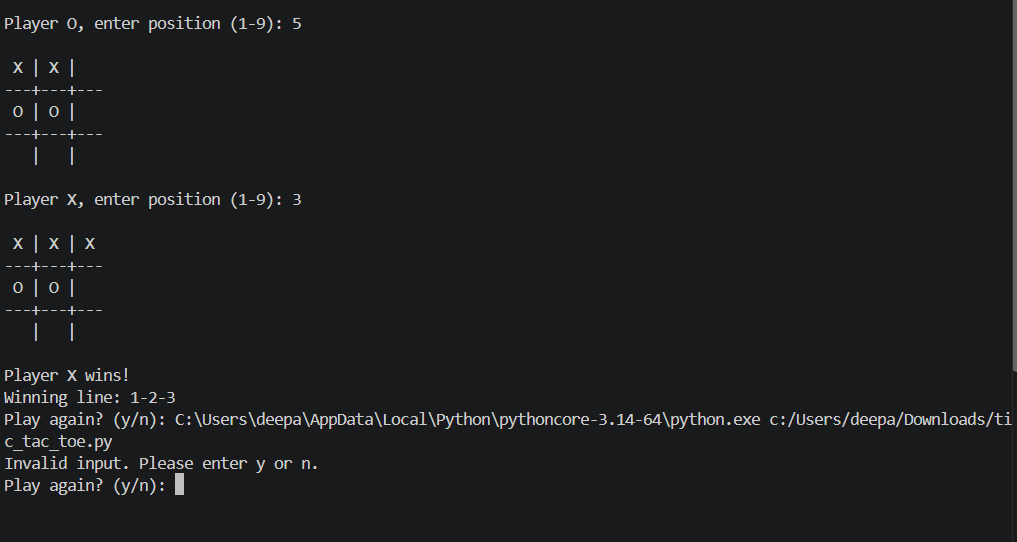 Player O, enter position (1-9): 5
 X | X |
---+---+---
 O | O |
---+---+---
   |   |
Player X, enter position (1-9): 3
 X | X | X
---+---+---
 O | O |
---+---+---
   |   |
Player X wins!
Winning line: 1-2-3
Play again? (y/n): C:\Users\deepa\AppData\Local\Python\pythoncore-3.14-64\python.exe c:/Users/deepa/Downloads/ti
c_tac_toe.py
Invalid input. Please enter y or n.
Play again? (y/n):